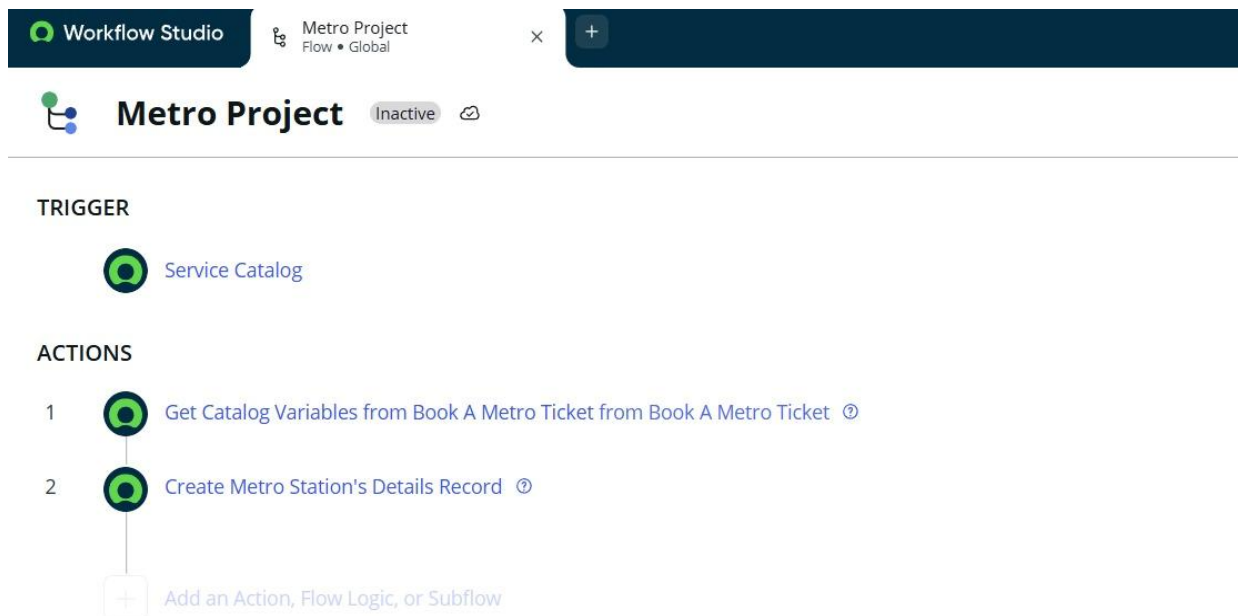 Workflow Studio
Metro Project
Flow • Global
Metro Project Inactive
TRIGGER
Service Catalog
ACTIONS
1 Get Catalog Variables from Book A Metro Ticket from Book A Metro Ticket
2 Create Metro Station's Details Record
Add an Action, Flow Logic, or Subflow